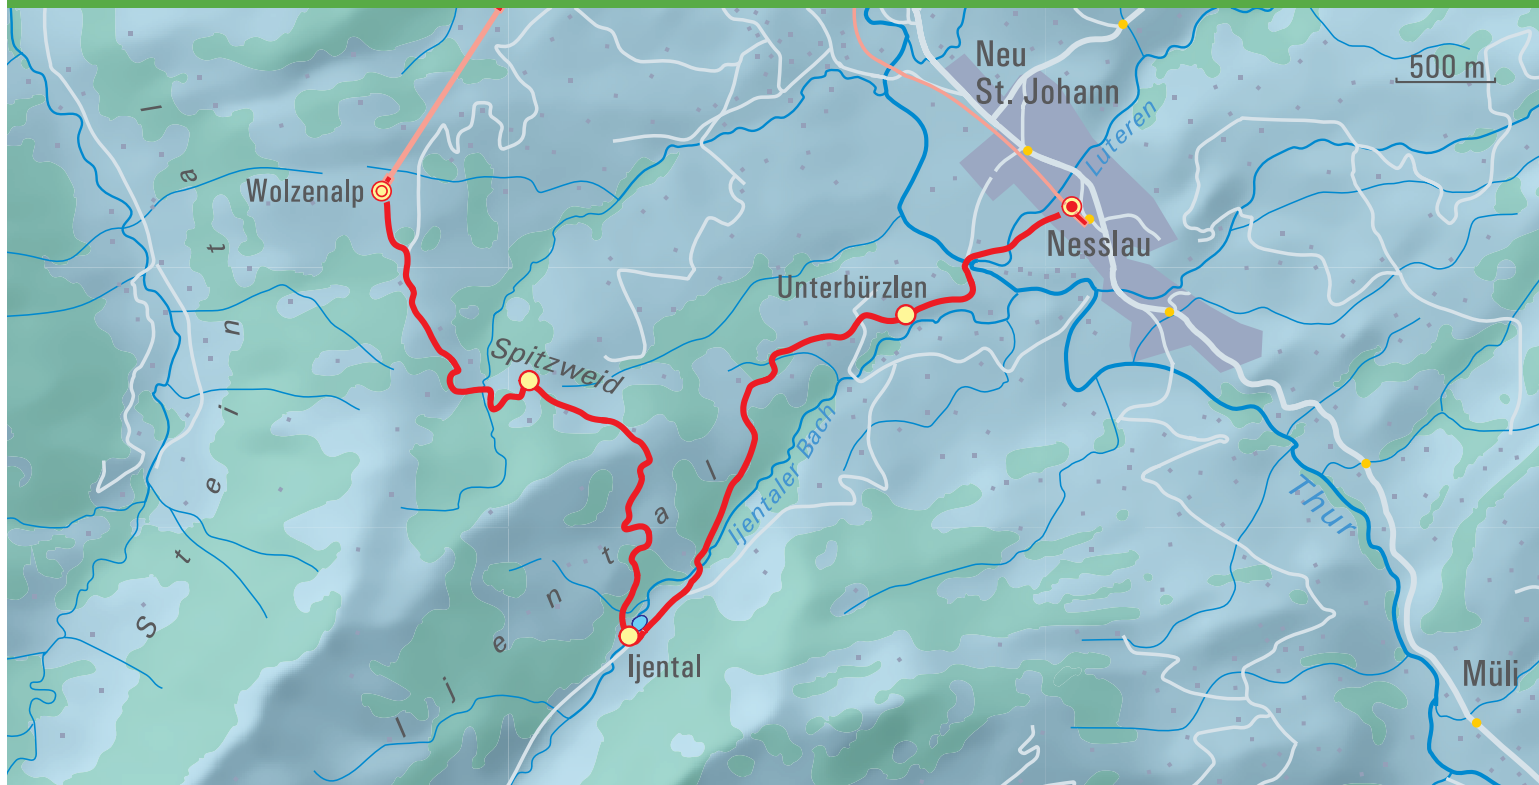 Neu
St. Johann
500 m
Luteren
Wolzenalp
Nesslau
Steintal
Unterbürzlen
Spitzweid
Ijentaler Bach
Thur
Ijental
Ijental
Müli